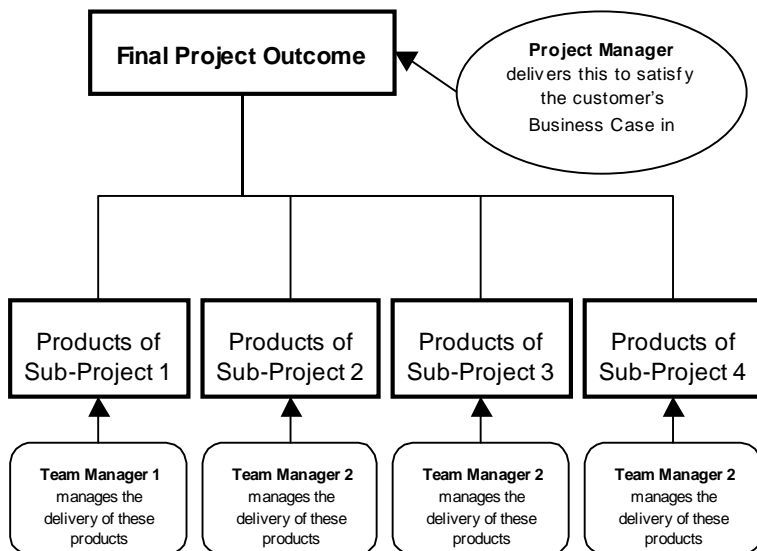 Final Project Outcome
Project Manager
delivers this to satisfy
the customer's
Business Case in
Products of
Sub-Project 1
Products of
Sub-Project 2
Products of
Sub-Project 3
Products of
Sub-Project 4
Team Manager 1
manages the
delivery of these
products
Team Manager 2
manages the
delivery of these
products
Team Manager 2
manages the
delivery of these
products
Team Manager 2
manages the
delivery of these
products